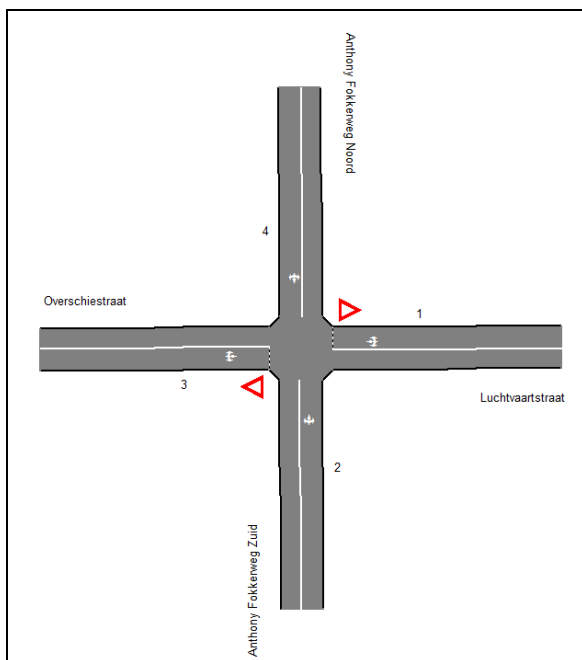 Anthony Fokkerweg Noord
4
Overschiestraat
1
3
Luchtvaartstraat
2
Anthony Fokkerweg Zuid